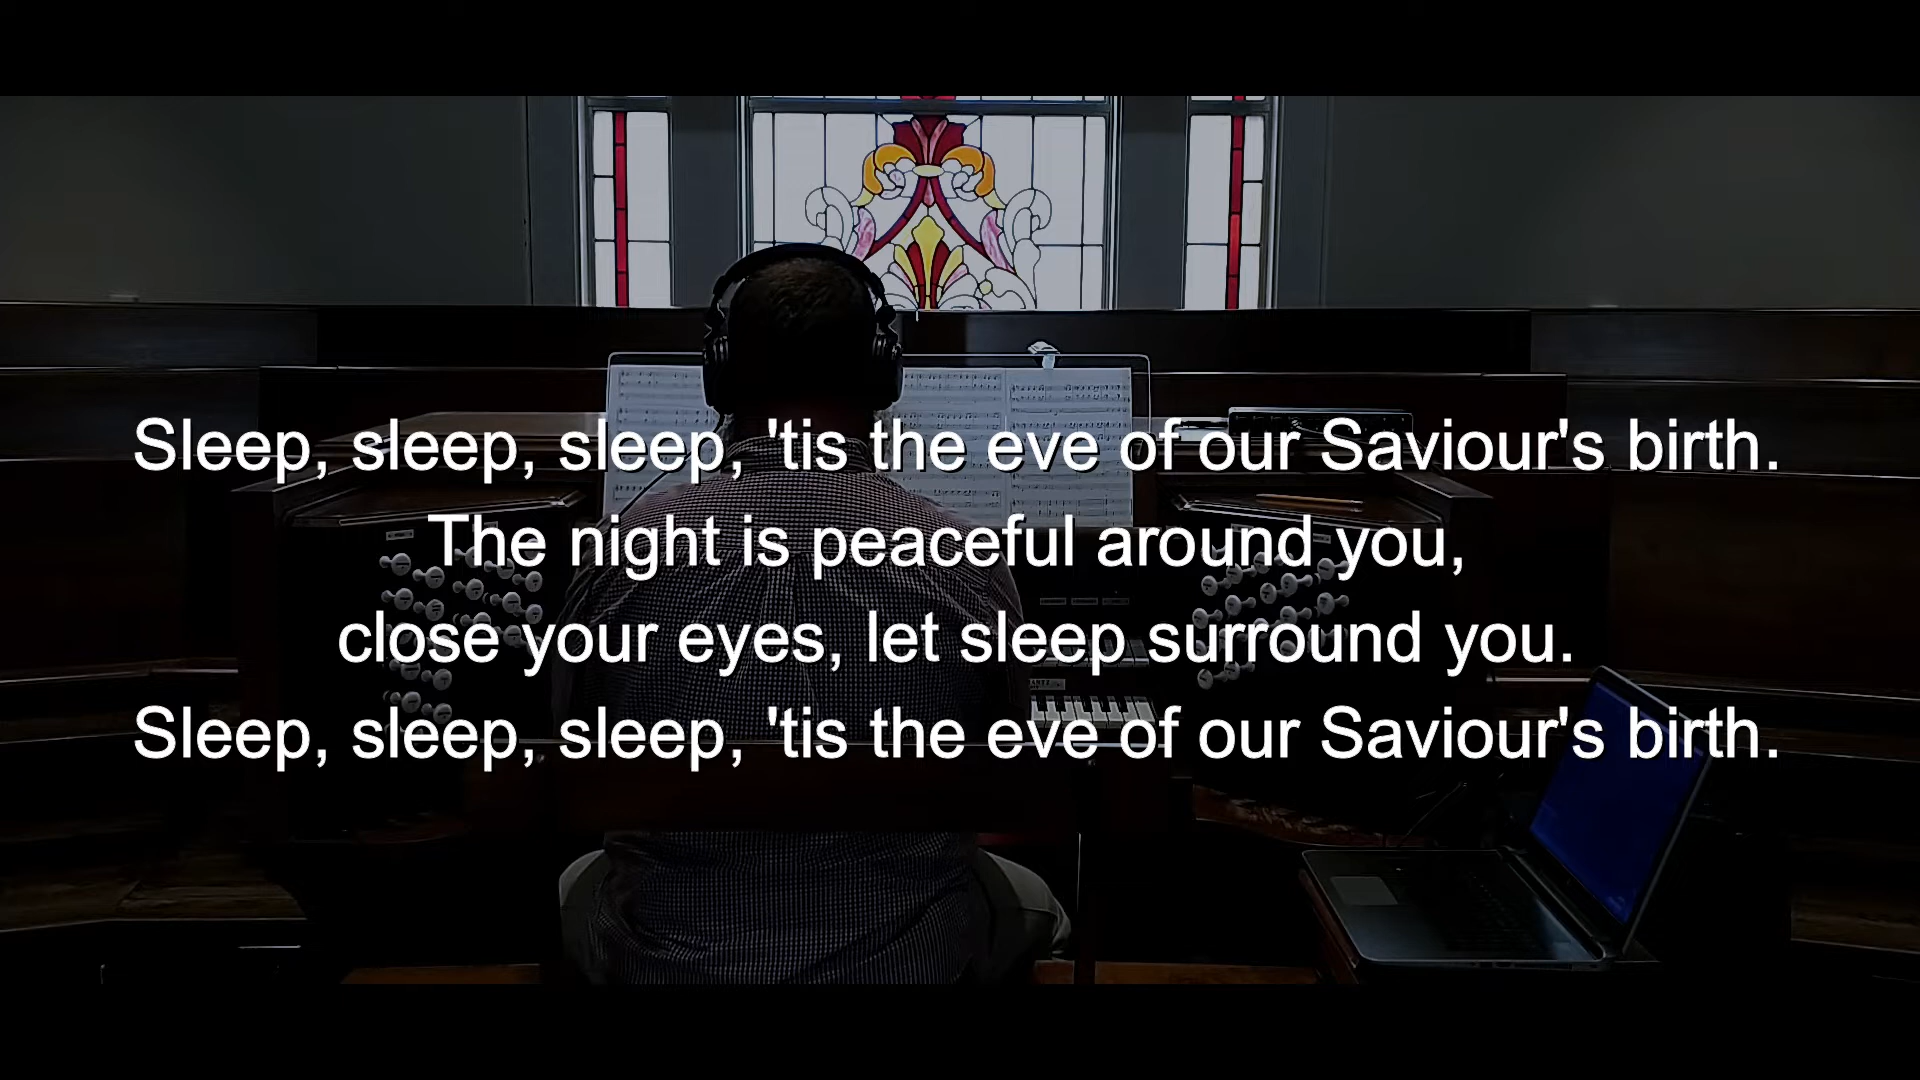 Sleep, sleep, sleep, 'tis the eve of our Saviour's birth.
The night is peaceful around you,
close your eyes, let sleep surround you.
Sleep, sleep, sleep, 'tis the eve of our Saviour's birth.